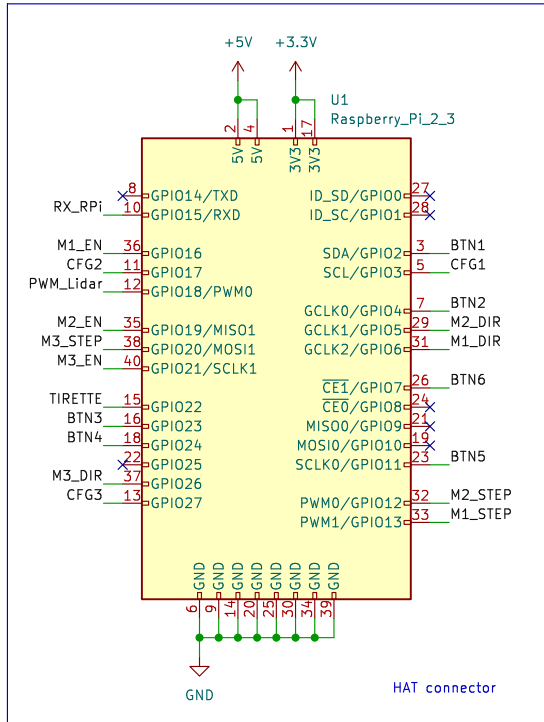 +5V +3.3V
U1
Raspberry_Pi_2_3
2 4 1 17
5V 5V 3V3 3V3
8 GPIO14/TXD ID_SD/GPIO0 27
RX_RPi 10 GPIO15/RXD ID_SC/GPIO1 28
M1_EN 36 GPIO16 SDA/GPIO2 3 BTN1
CFG2 11 GPIO17 SCL/GPIO3 5 CFG1
PWM_Lidar 12 GPIO18/PWM0
GCLK0/GPIO4 7 BTN2
M2_EN 35 GPIO19/MISO1 GCLK1/GPIO5 29 M2_DIR
M3_STEP 38 GPIO20/MOSI1 GCLK2/GPIO6 31 M1_DIR
M3_EN 40 GPIO21/SCLK1
CE1/GPIO7 26 BTN6
TIRETTE 15 GPIO22 CE0/GPIO8 24
BTN3 16 GPIO23 MISO0/GPIO9 21
BTN4 18 GPIO24 MOSI0/GPIO10 19
22 GPIO25 SCLK0/GPIO11 23 BTN5
M3_DIR 37 GPIO26
CFG3 13 GPIO27 PWM0/GPIO12 32 M2_STEP
PWM1/GPIO13 33 M1_STEP
GND GND GND GND GND GND GND GND
6 9 14 20 25 30 34 39
GND
HAT connector